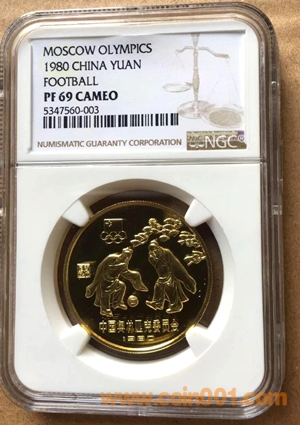 MOSCOW OLYMPICS
1980 CHINA YUAN
FOOTBALL
PF 69 CAMEO
5347560-003
NUMISMATIC GUARANTY CORPORATION
NGC
中国奥林匹克委员会
1980
www.coin001.com